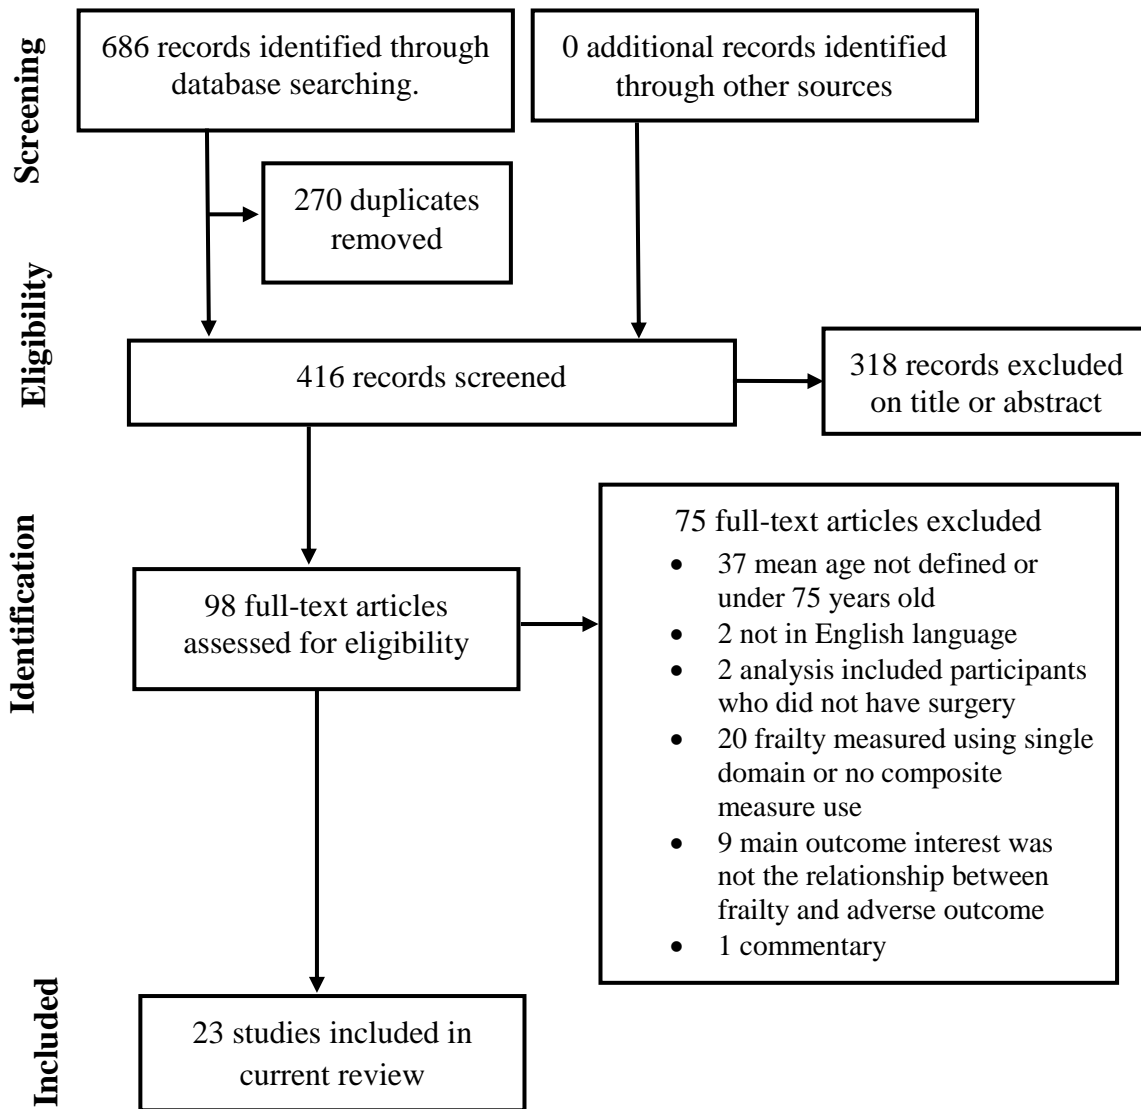 Screening
686 records identified through
database searching.
0 additional records identified
through other sources
270 duplicates
removed
Eligibility
416 records screened
318 records excluded
on title or abstract
Identification
98 full-text articles
assessed for eligibility
75 full-text articles excluded
• 37 mean age not defined or
under 75 years old
• 2 not in English language
• 2 analysis included participants
who did not have surgery
• 20 frailty measured using single
domain or no composite
measure use
• 9 main outcome interest was
not the relationship between
frailty and adverse outcome
• 1 commentary
Included
23 studies included in
current review